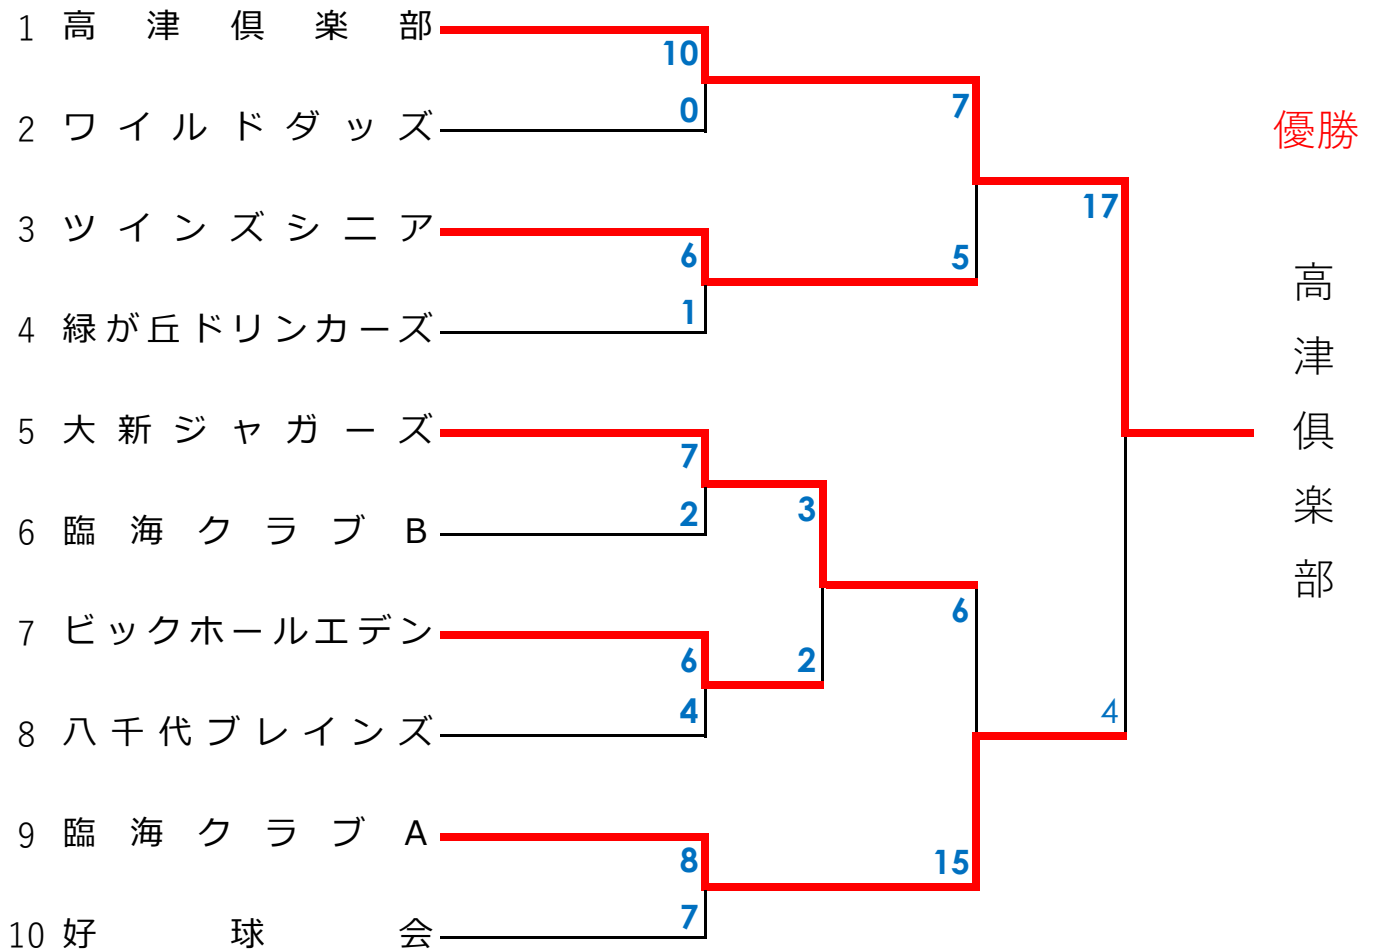 1 高津倶楽部
10
0
2 ワイルドダッズ
7
優勝
3 ツインズシニア
6
1
5
17
4 緑が丘ドリンカーズ
高津倶楽部
5 大新ジャガーズ
7
2
3
6 臨海クラブB
7 ビックホールエデン
6
4
2
6
8 八千代ブレインズ
4
9 臨海クラブA
8
7
15
10 好球会